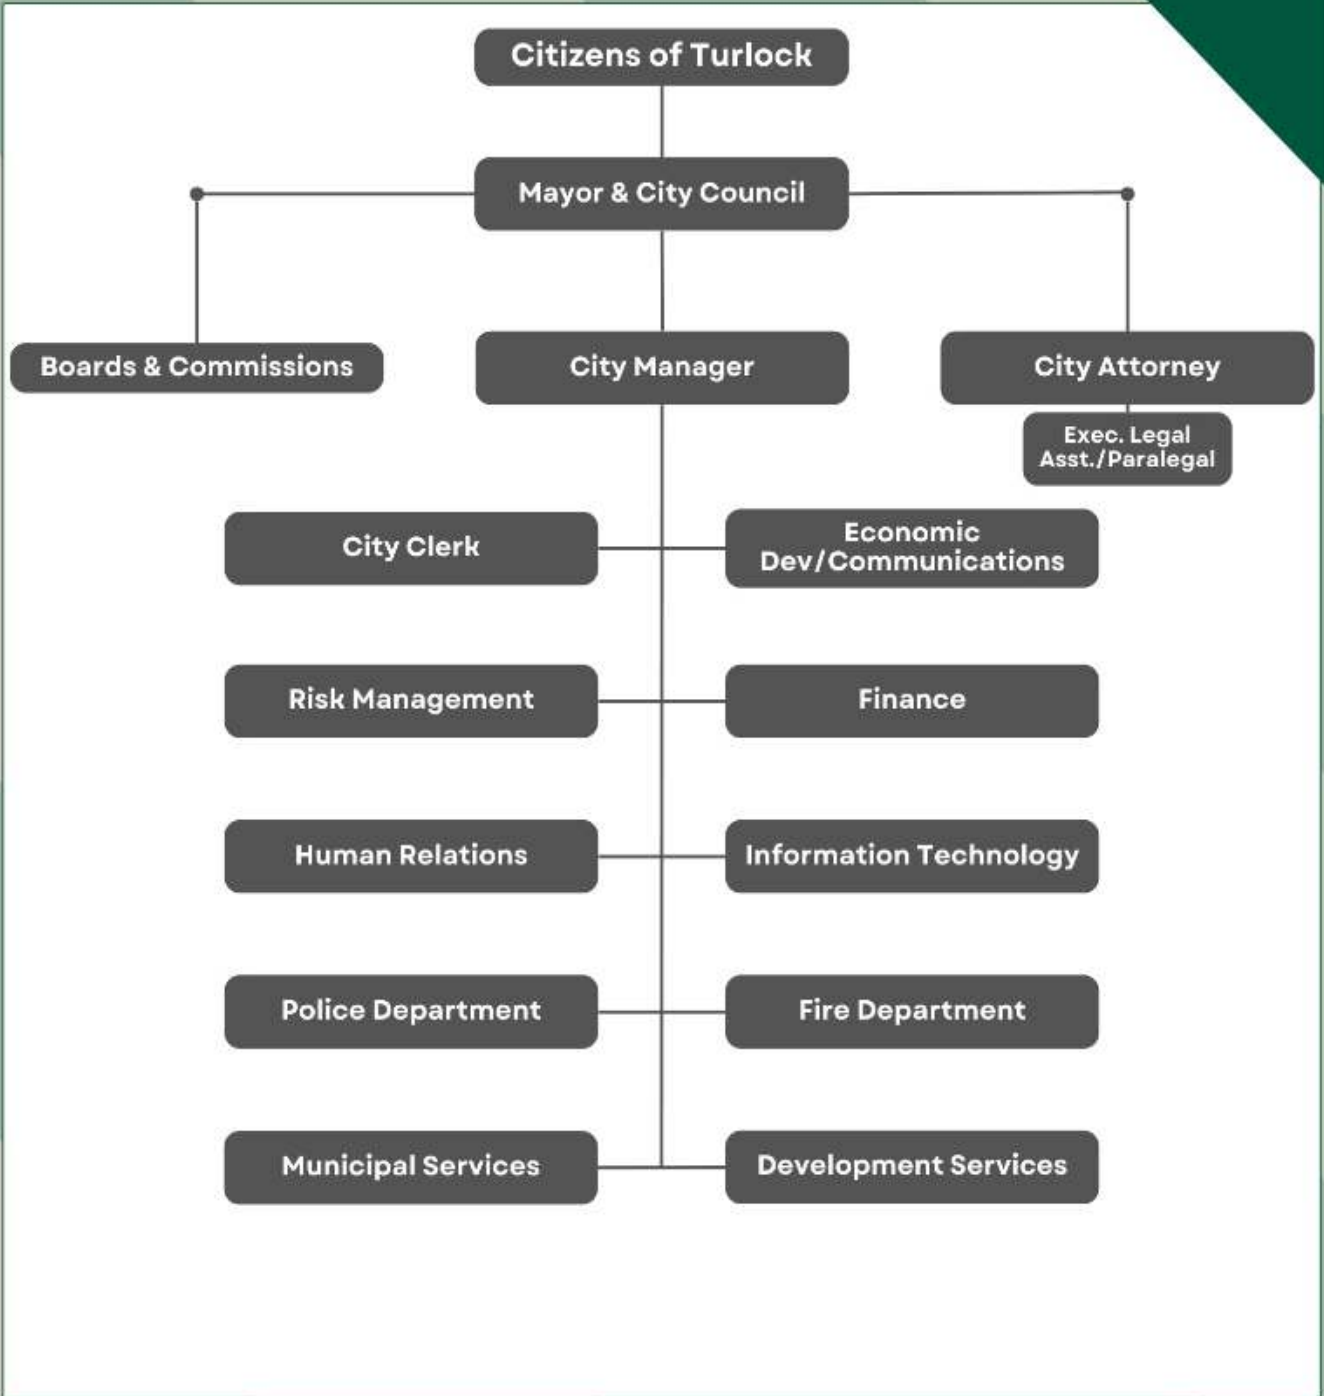 Citizens of Turlock
Mayor & City Council
Boards & Commissions
City Manager
City Attorney
Exec. Legal
Asst./Paralegal
City Clerk
Economic
Dev/Communications
Risk Management
Finance
Human Relations
Information Technology
Police Department
Fire Department
Municipal Services
Development Services